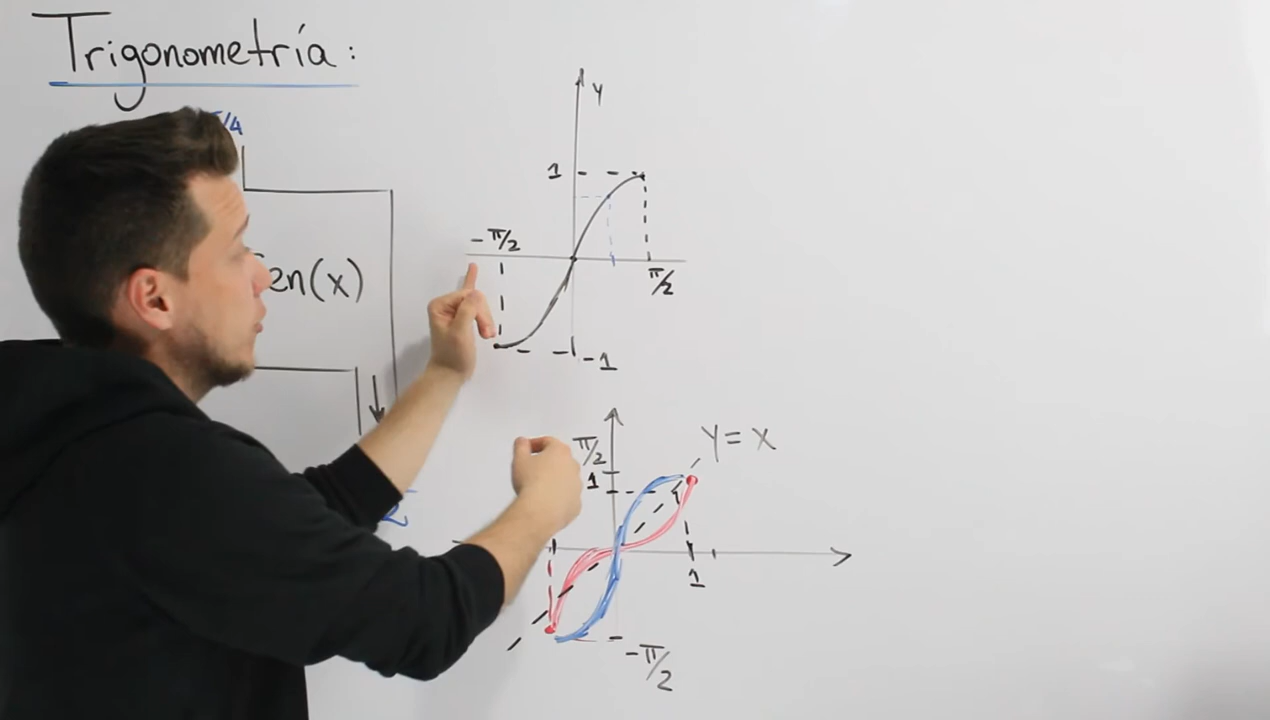 Trigonometría:
π/4
en(x)
Y
1
-π/2
π/2
-1
π/2
1
Y=X
1
-π/2